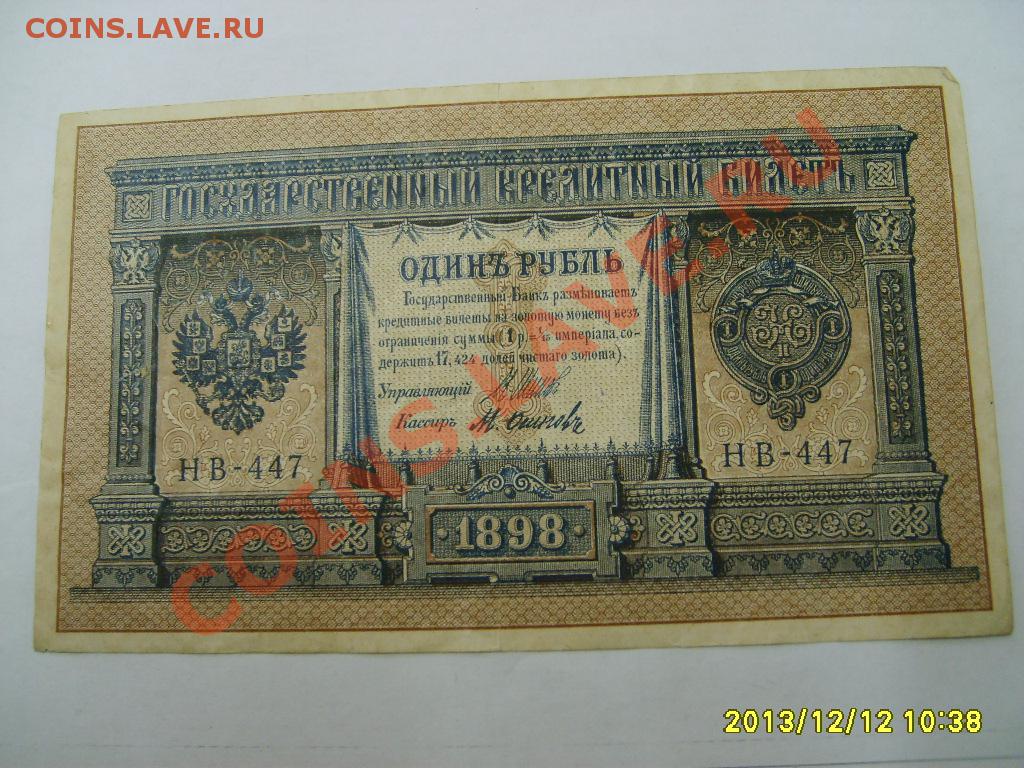 COINS.LAVE.RU
ГОСУДАРСТВЕННЫЙ КРЕДИТНЫЙ БИЛЕТЪ
ОДИНЪ РУБЛЬ
Государственный Банкъ размѣниваетъ
кредитные билеты на золотую монету безъ
ограниченія суммы (1 р.= 1/15 имперіала, со-
держитъ 17,424 долей чистаго золота).
Управляющій
Кассиръ М. Осиповъ
НВ-447
НВ-447
1898
COINS.LAVE.RU
2013/12/12 10:38